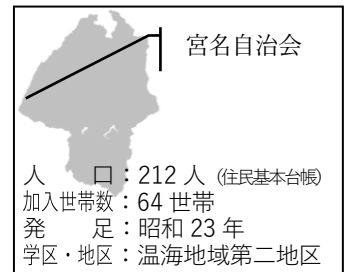 宮名自治会
人　　口：212 人（住民基本台帳）
加入世帯数：64 世帯
発　　足：昭和 23 年
学区・地区：温海地域第二地区